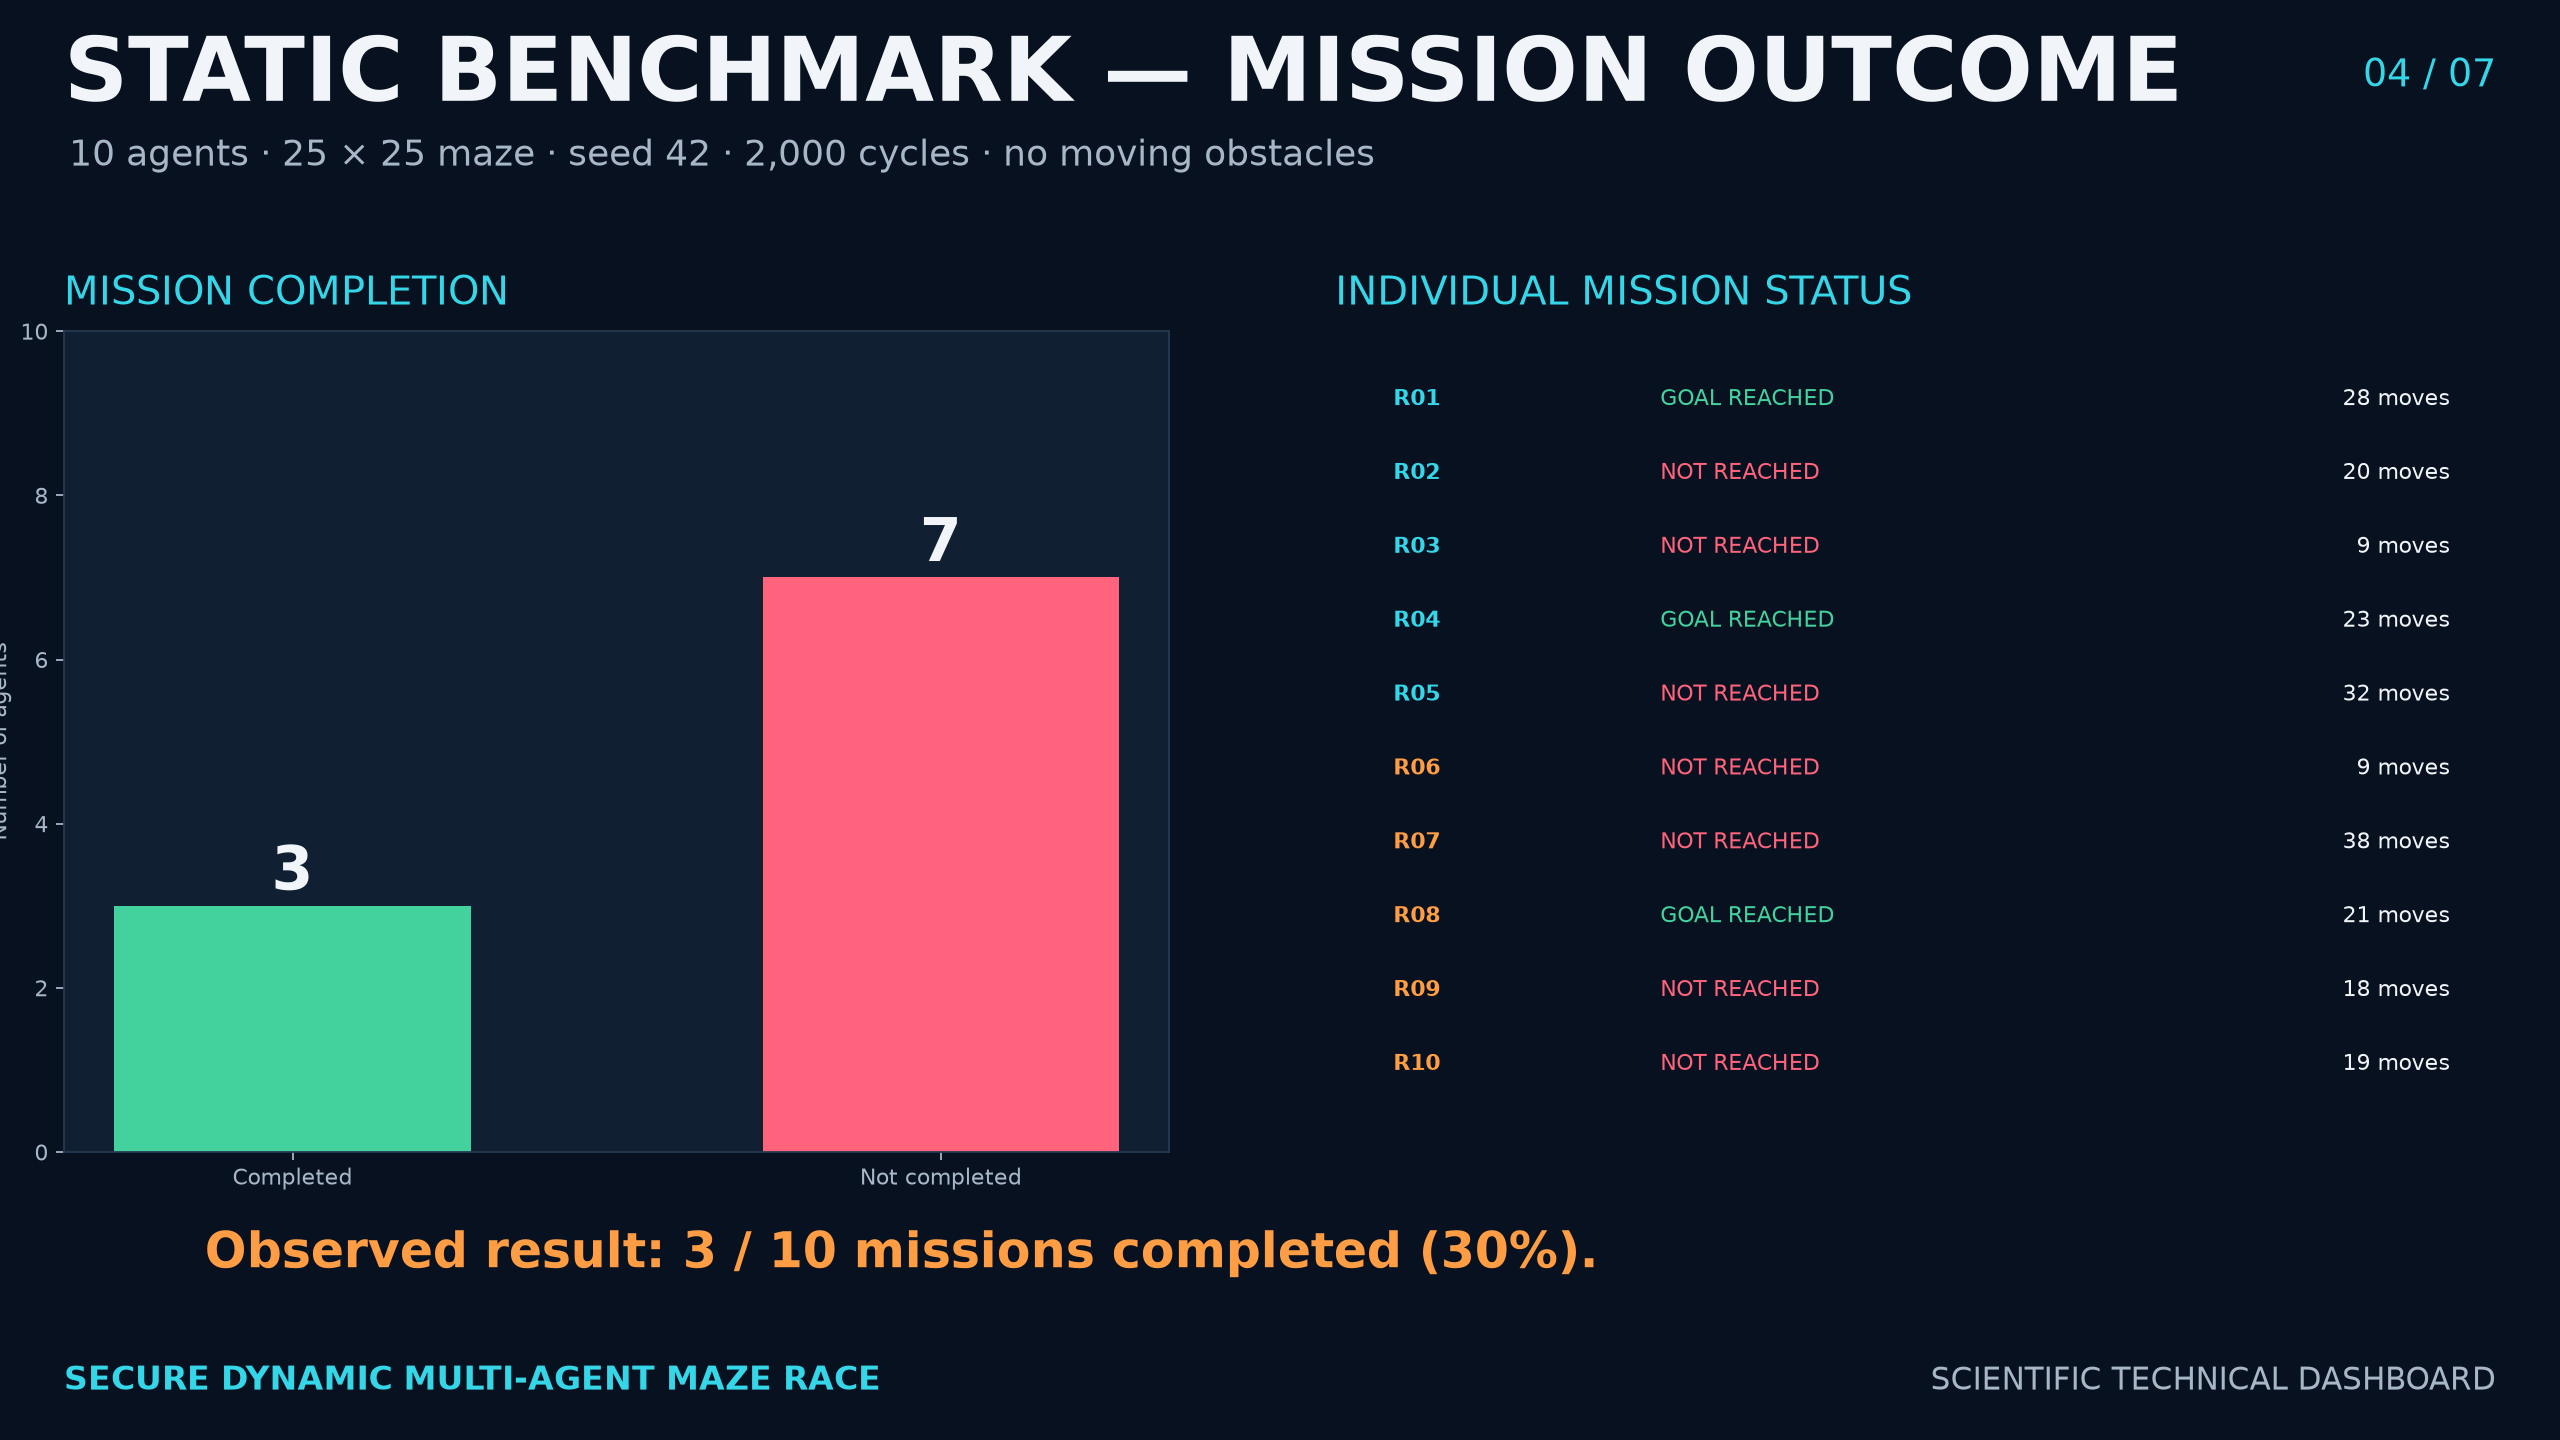 STATIC BENCHMARK — MISSION OUTCOME
04 / 07
10 agents · 25 × 25 maze · seed 42 · 2,000 cycles · no moving obstacles
MISSION COMPLETION
10
8
6
4
2
0
Number of agents
3
7
Completed
Not completed
INDIVIDUAL MISSION STATUS
R01 GOAL REACHED 28 moves
R02 NOT REACHED 20 moves
R03 NOT REACHED 9 moves
R04 GOAL REACHED 23 moves
R05 NOT REACHED 32 moves
R06 NOT REACHED 9 moves
R07 NOT REACHED 38 moves
R08 GOAL REACHED 21 moves
R09 NOT REACHED 18 moves
R10 NOT REACHED 19 moves
Observed result: 3 / 10 missions completed (30%).
SECURE DYNAMIC MULTI-AGENT MAZE RACE
SCIENTIFIC TECHNICAL DASHBOARD